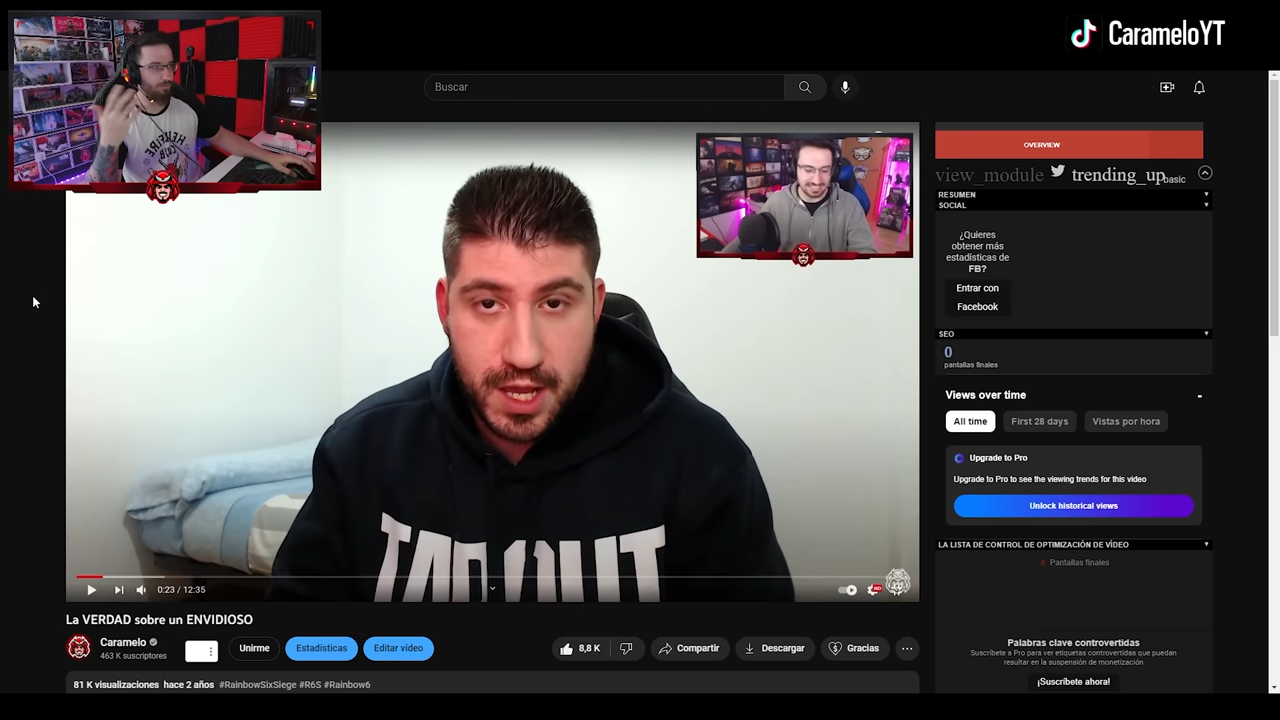 CarameloYT
Buscar
OVERVIEW
view_module trending_up basic
RESUMEN
SOCIAL
¿Quieres
obtener más
estadísticas de
FB?
Entrar con
Facebook
SEO
0
pantallas finales
Views over time
-
All time First 28 days Vistas por hora
Upgrade to Pro
Upgrade to Pro to see the viewing trends for this video
Unlock historical views
LA LISTA DE CONTROL DE OPTIMIZACIÓN DE VÍDEO
x Pantallas finales
Palabras clave controvertidas
Suscríbete a Pro para ver etiquetas controvertidas que puedan
resultar en la suspensión de monetización
¡Suscríbete ahora!
TAPOUT
0:23 / 12:35
HD
La VERDAD sobre un ENVIDIOSO
Caramelo
463 K suscriptores
Unirme
Estadísticas
Editar vídeo
8,8 K
Compartir
Descargar
Gracias
81 K visualizaciones hace 2 años #RainbowSixSiege #R6S #Rainbow6